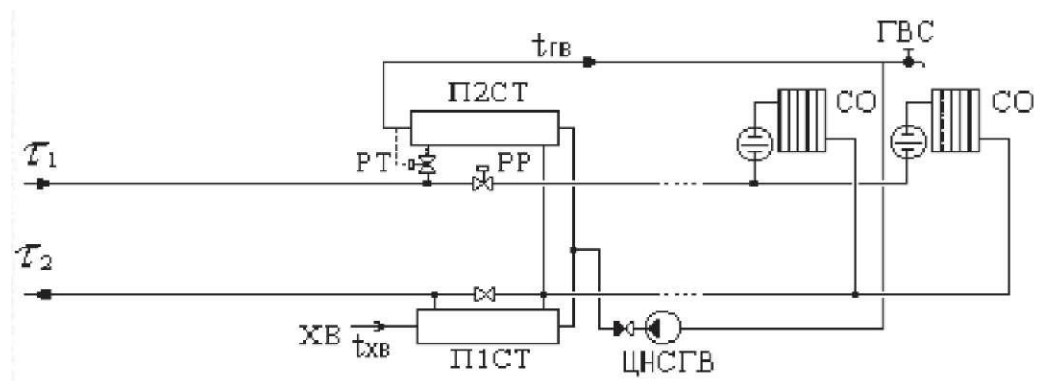 ГВС
tГВ
П2СТ
СО
СО
τ1
РТ
РР
τ2
ХВ
tХВ
П1СТ
ЦНСГВ